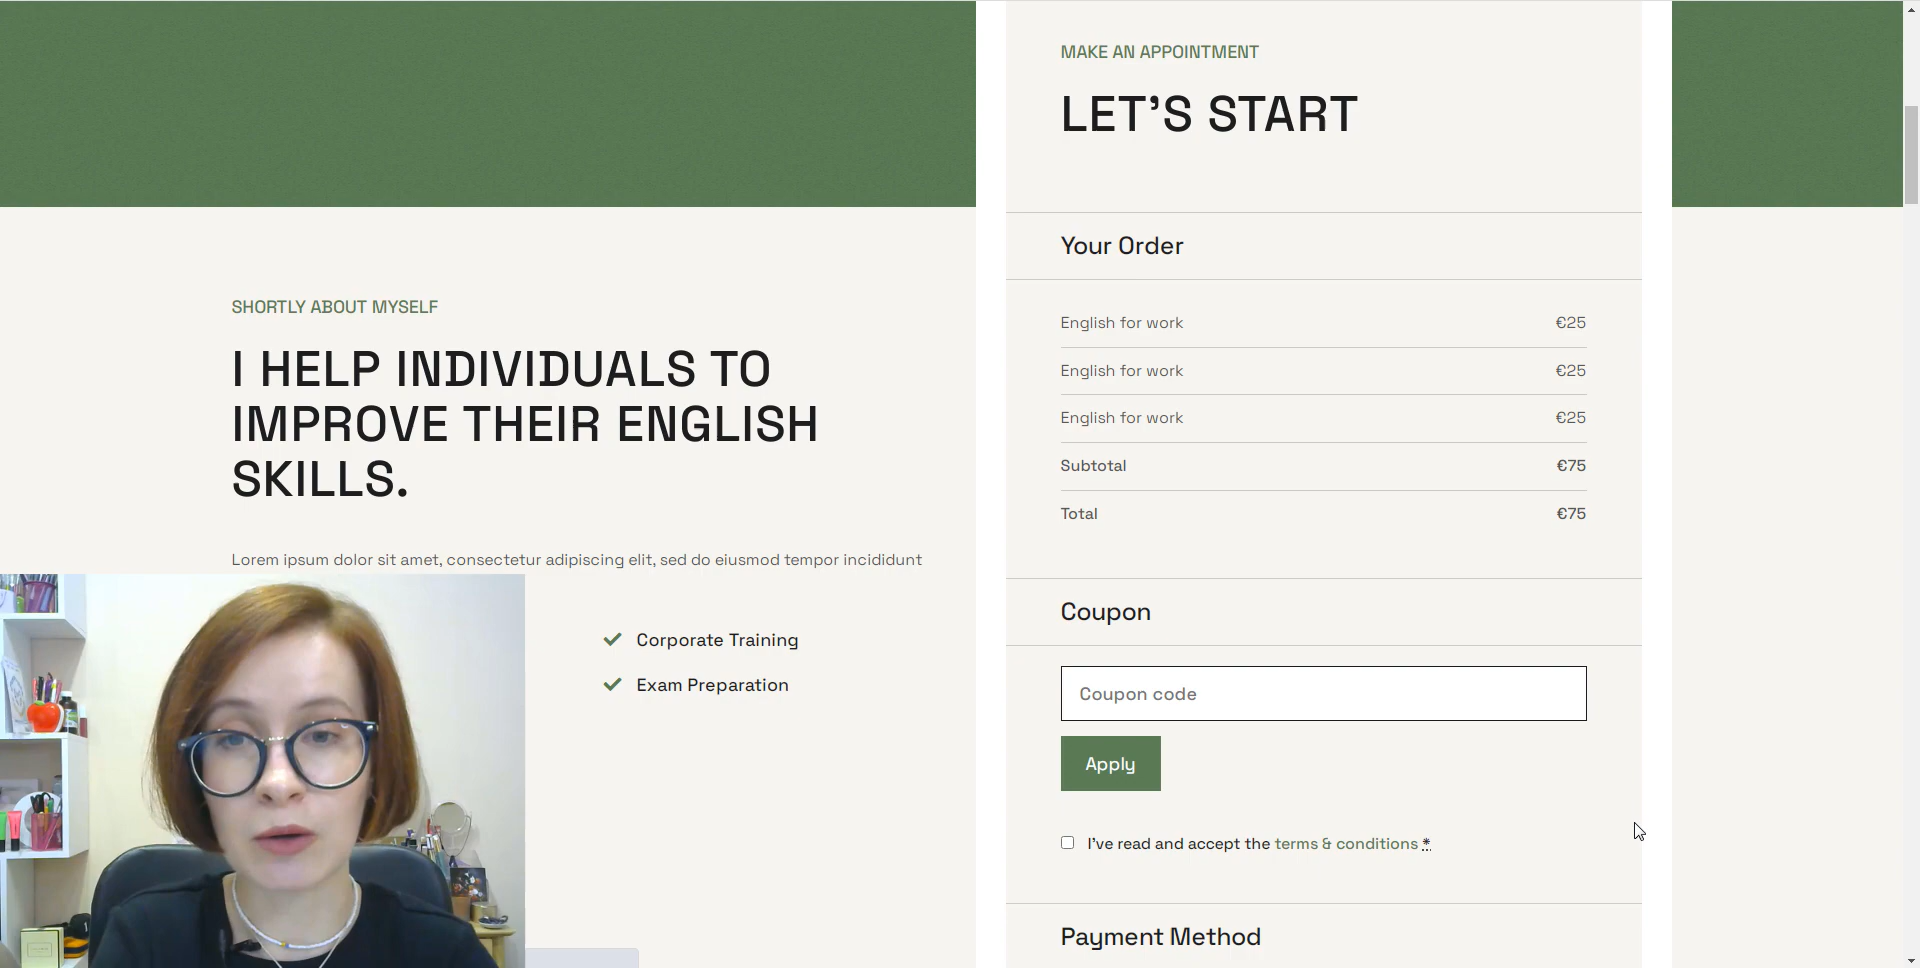 SHORTLY ABOUT MYSELF
I HELP INDIVIDUALS TO
IMPROVE THEIR ENGLISH
SKILLS.
Lorem ipsum dolor sit amet, consectetur adipiscing elit, sed do eiusmod tempor incididunt
Corporate Training
Exam Preparation
MAKE AN APPOINTMENT
LET'S START
Your Order
English for work €25
English for work €25
English for work €25
Subtotal €75
Total €75
Coupon
Coupon code
Apply
I've read and accept the terms & conditions *
Payment Method